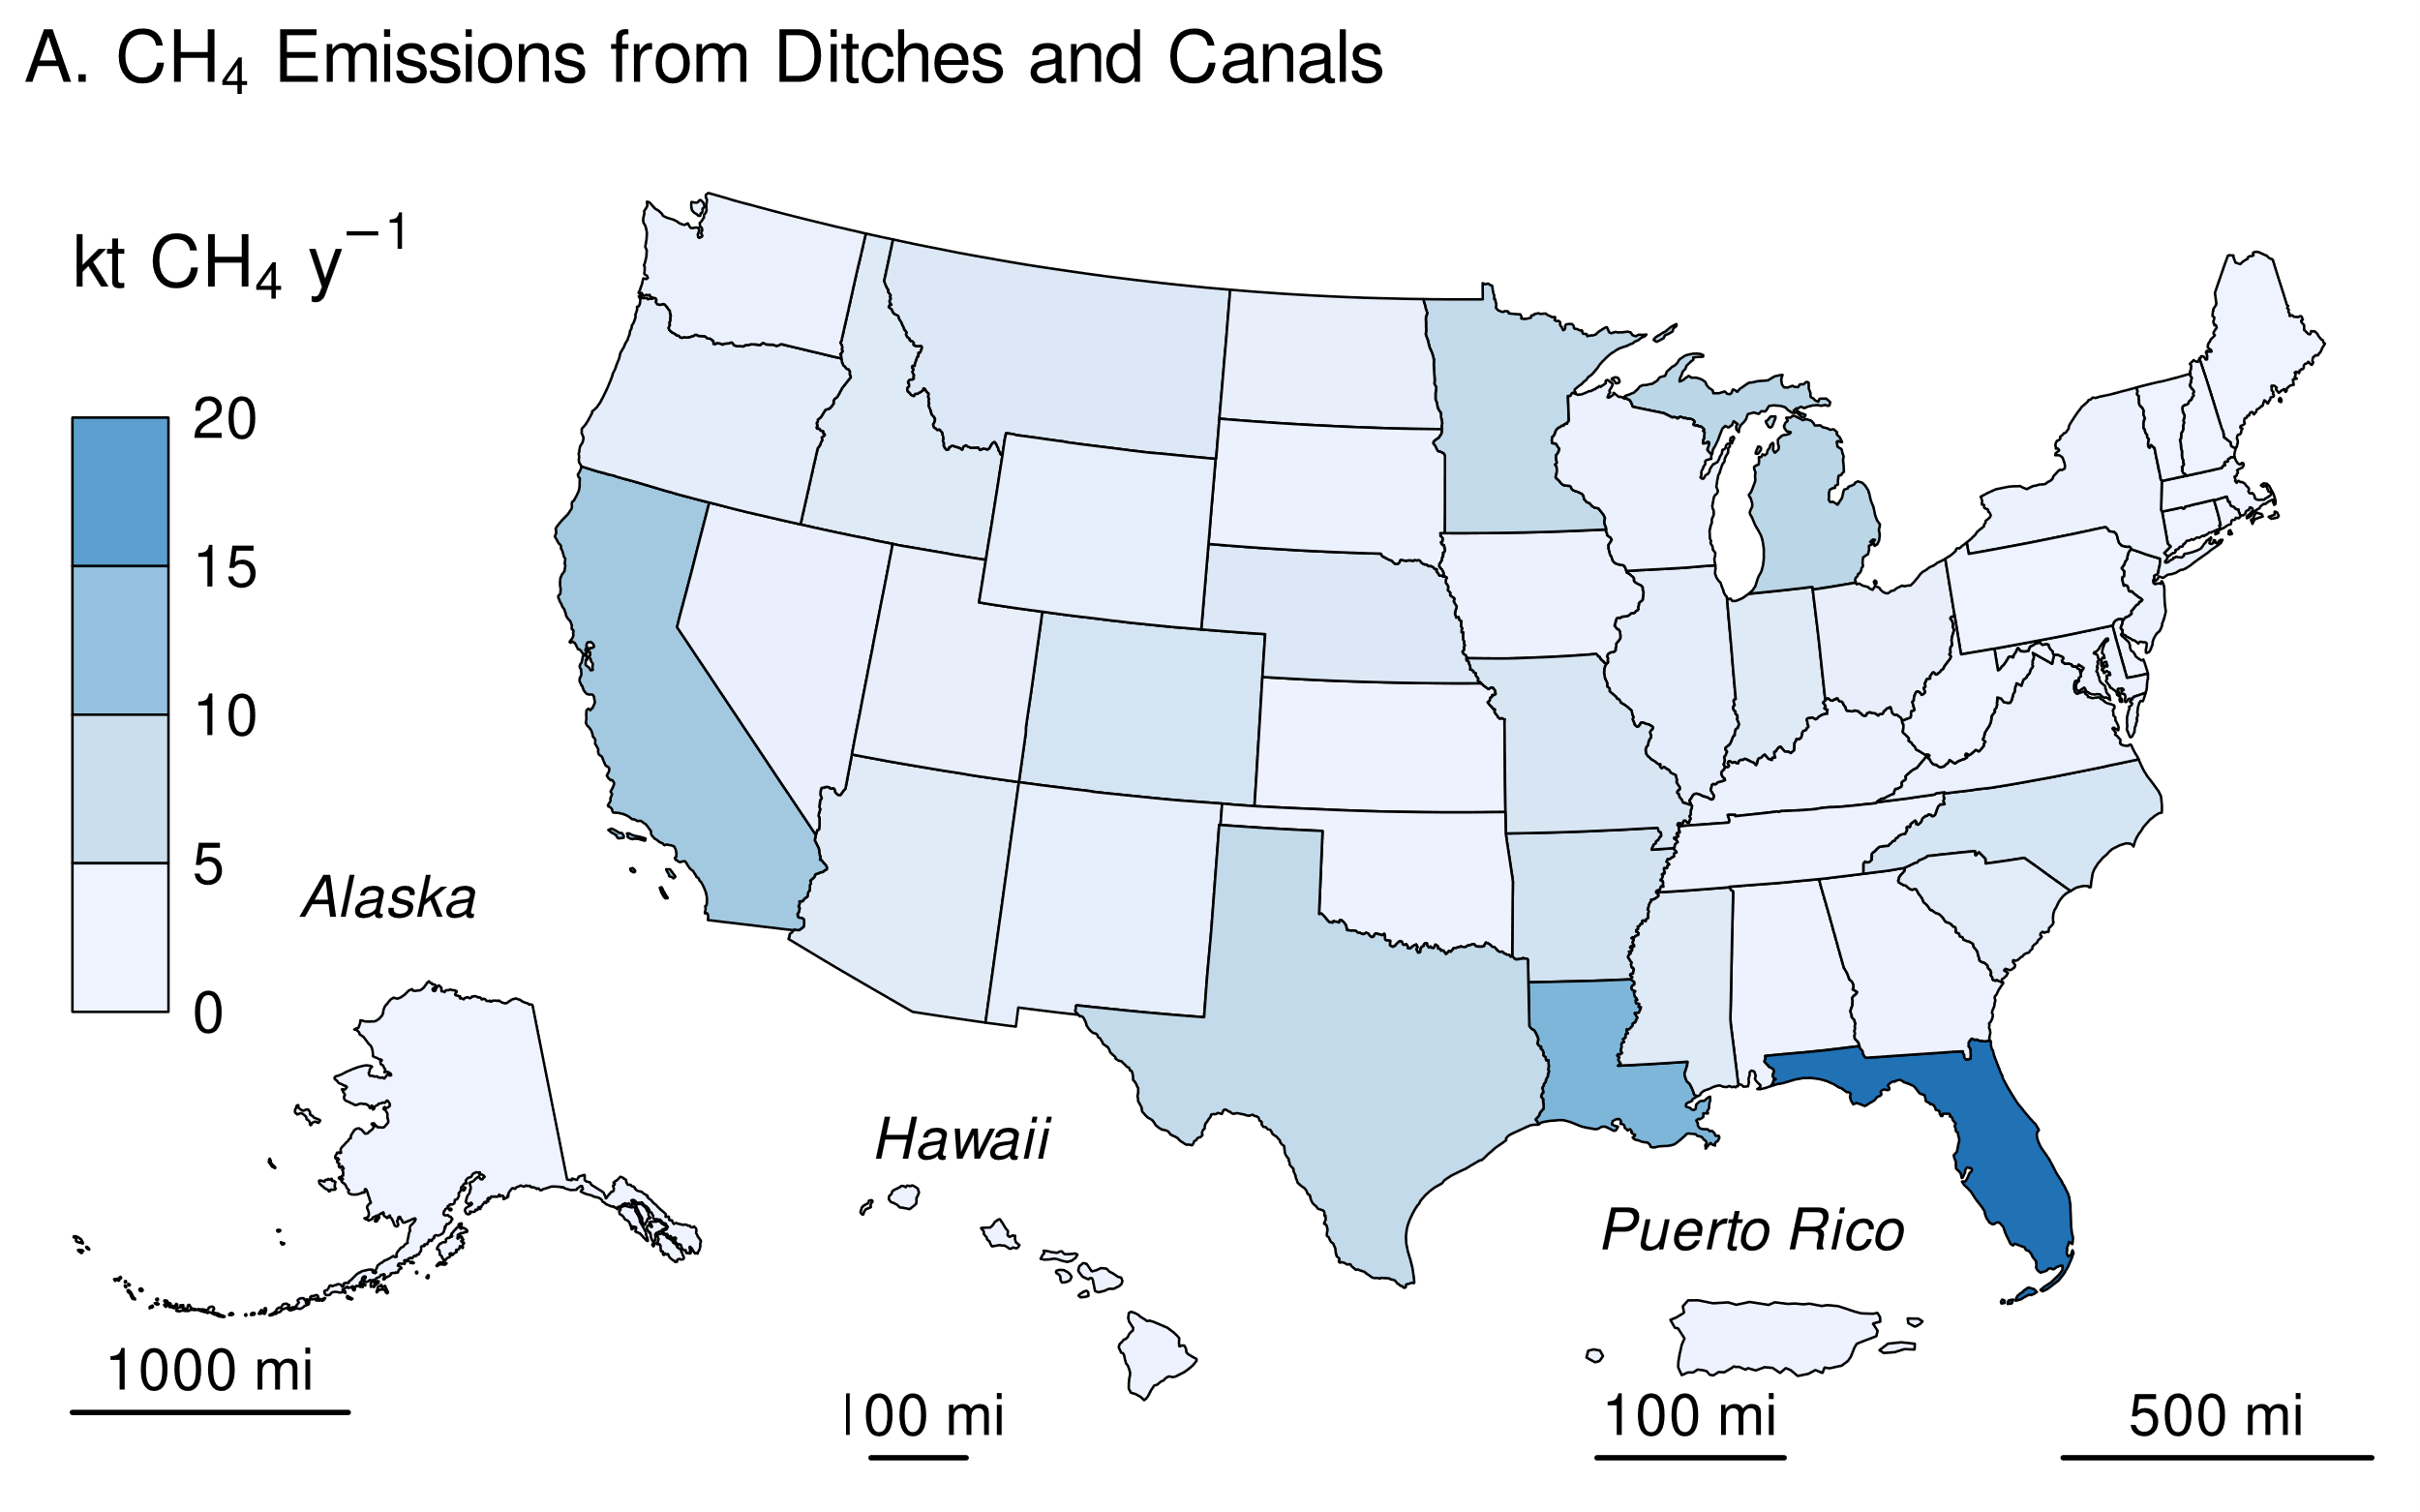 A. CH₄ Emissions from Ditches and Canals
kt CH₄ y⁻¹
20
15
10
5
0
Alaska
Hawaii
Puerto Rico
1000 mi
100 mi
100 mi
500 mi